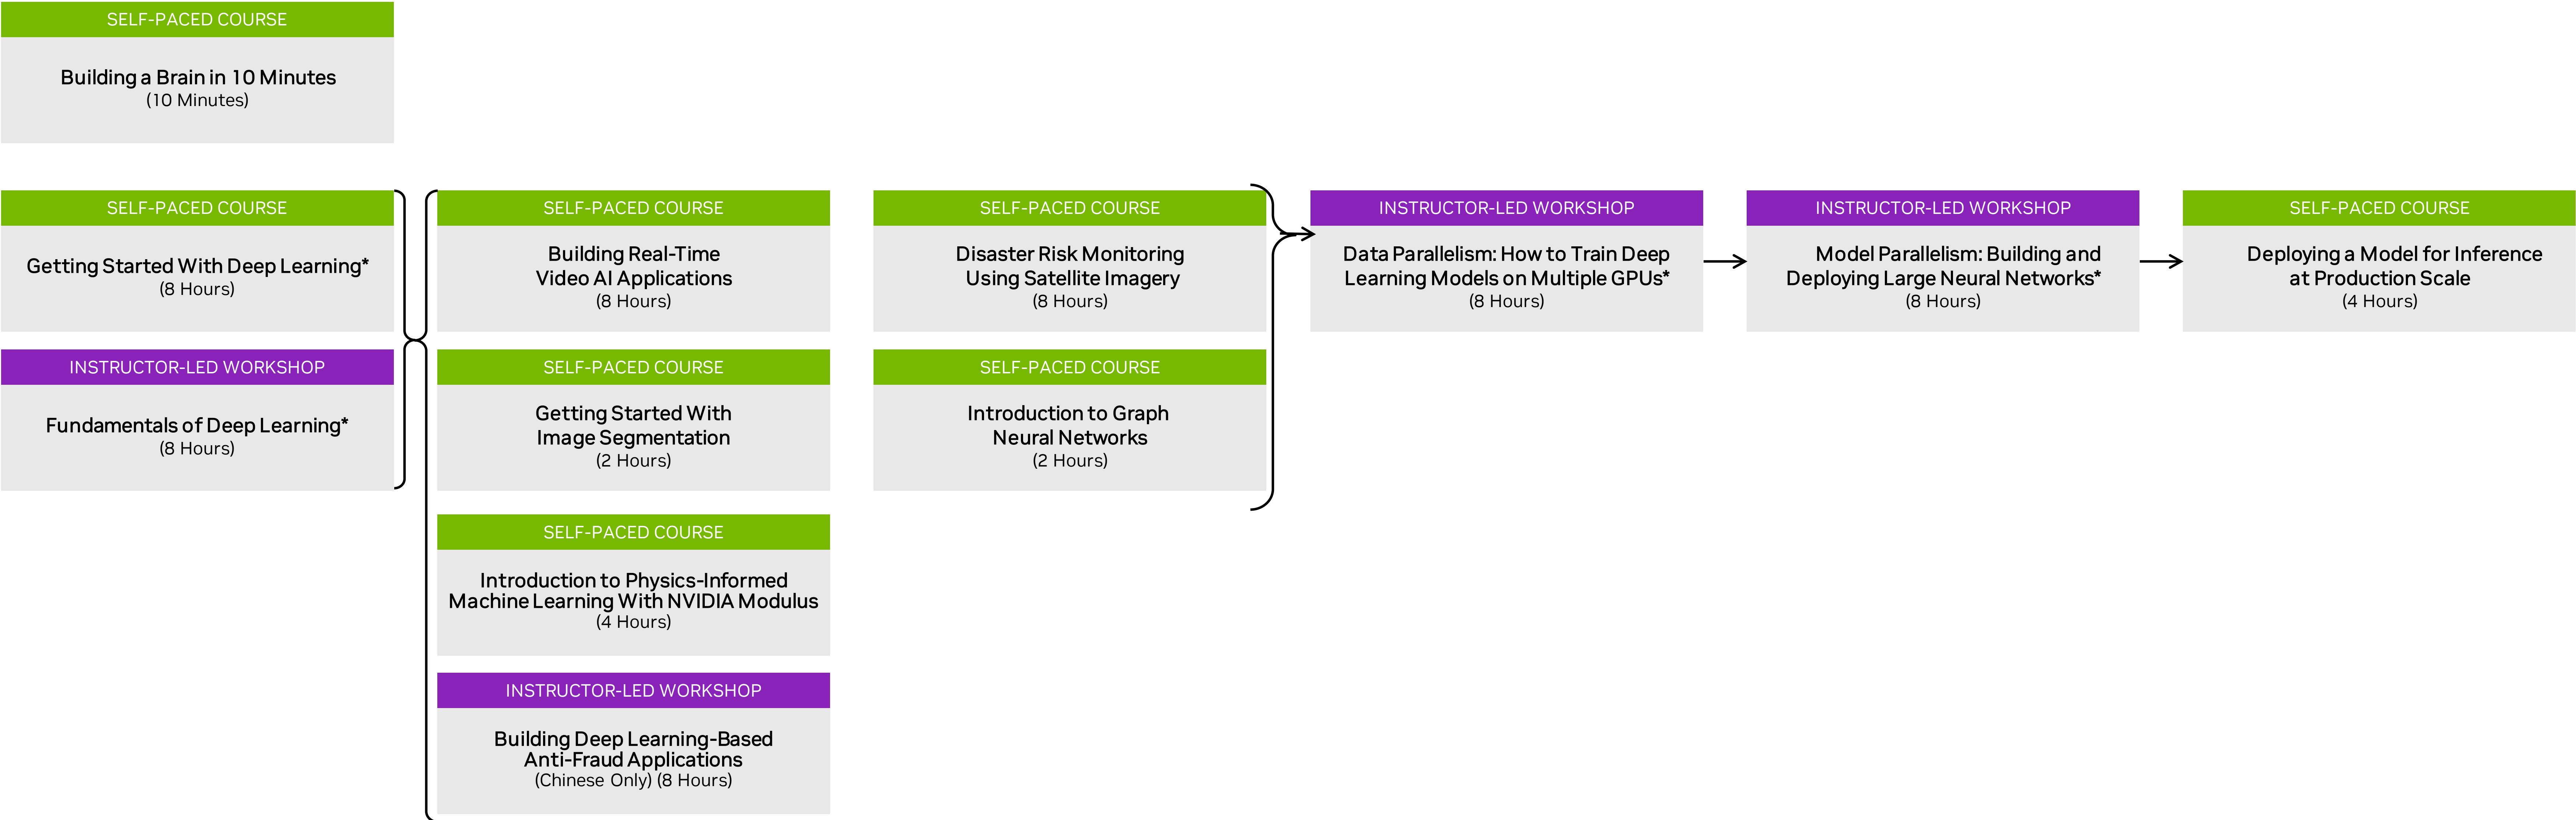 SELF-PACED COURSE
Building a Brain in 10 Minutes
(10 Minutes)
SELF-PACED COURSE
Getting Started With Deep Learning*
(8 Hours)
INSTRUCTOR-LED WORKSHOP
Fundamentals of Deep Learning*
(8 Hours)
SELF-PACED COURSE
Building Real-Time
Video AI Applications
(8 Hours)
SELF-PACED COURSE
Getting Started With
Image Segmentation
(2 Hours)
SELF-PACED COURSE
Introduction to Physics-Informed
Machine Learning With NVIDIA Modulus
(4 Hours)
INSTRUCTOR-LED WORKSHOP
Building Deep Learning-Based
Anti-Fraud Applications
(Chinese Only) (8 Hours)
SELF-PACED COURSE
Disaster Risk Monitoring
Using Satellite Imagery
(8 Hours)
SELF-PACED COURSE
Introduction to Graph
Neural Networks
(2 Hours)
INSTRUCTOR-LED WORKSHOP
Data Parallelism: How to Train Deep
Learning Models on Multiple GPUs*
(8 Hours)
INSTRUCTOR-LED WORKSHOP
Model Parallelism: Building and
Deploying Large Neural Networks*
(8 Hours)
SELF-PACED COURSE
Deploying a Model for Inference
at Production Scale
(4 Hours)